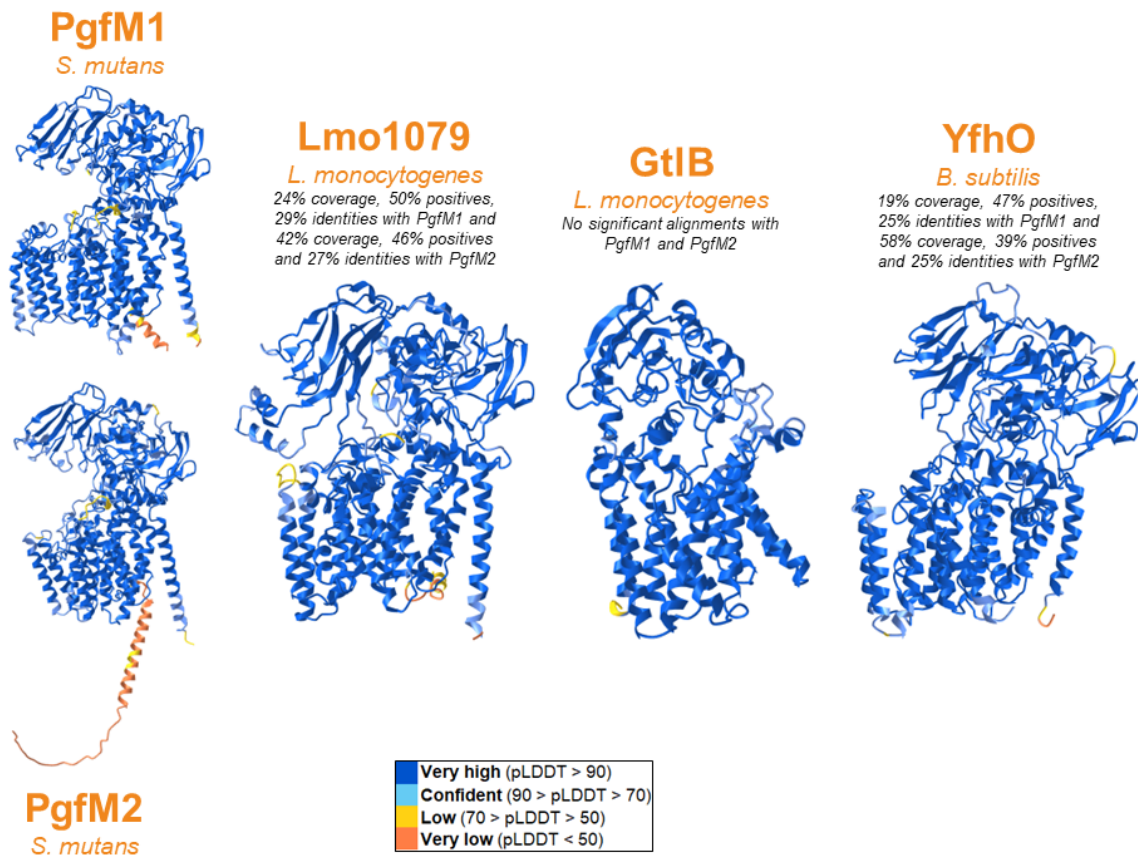 PgfM1
S. mutans
Lmo1079
L. monocytogenes
24% coverage, 50% positives,
29% identities with PgfM1 and
42% coverage, 46% positives
and 27% identities with PgfM2
GtlB
L. monocytogenes
No significant alignments with
PgfM1 and PgfM2
YfhO
B. subtilis
19% coverage, 47% positives,
25% identities with PgfM1 and
58% coverage, 39% positives
and 25% identities with PgfM2
PgfM2
S. mutans
Very high (pLDDT > 90)
Confident (90 > pLDDT > 70)
Low (70 > pLDDT > 50)
Very low (pLDDT < 50)